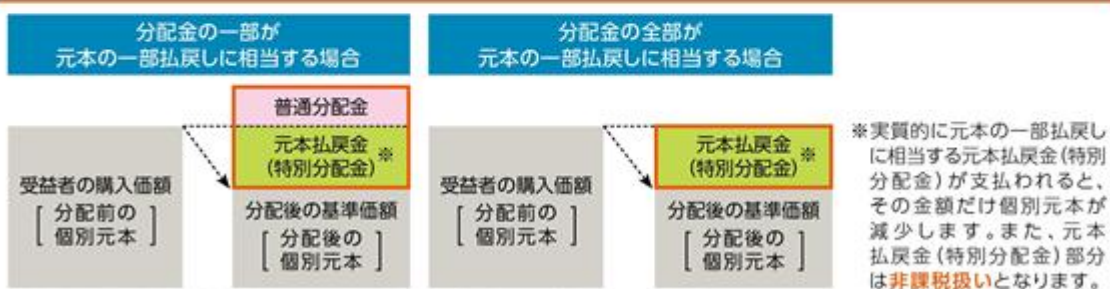 分配金の一部が
元本の一部払戻しに相当する場合
普通分配金
元本払戻金
(特別分配金) ※
受益者の購入価額
[ 分配前の
個別元本 ]
分配後の基準価額
[ 分配後の
個別元本 ]
分配金の全部が
元本の一部払戻しに相当する場合
元本払戻金
(特別分配金) ※
受益者の購入価額
[ 分配前の
個別元本 ]
分配後の基準価額
[ 分配後の
個別元本 ]
※実質的に元本の一部払戻し
に相当する元本払戻金(特別
分配金)が支払われると、
その金額だけ個別元本が
減少します。また、元本
払戻金(特別分配金)部分
は非課税扱いとなります。